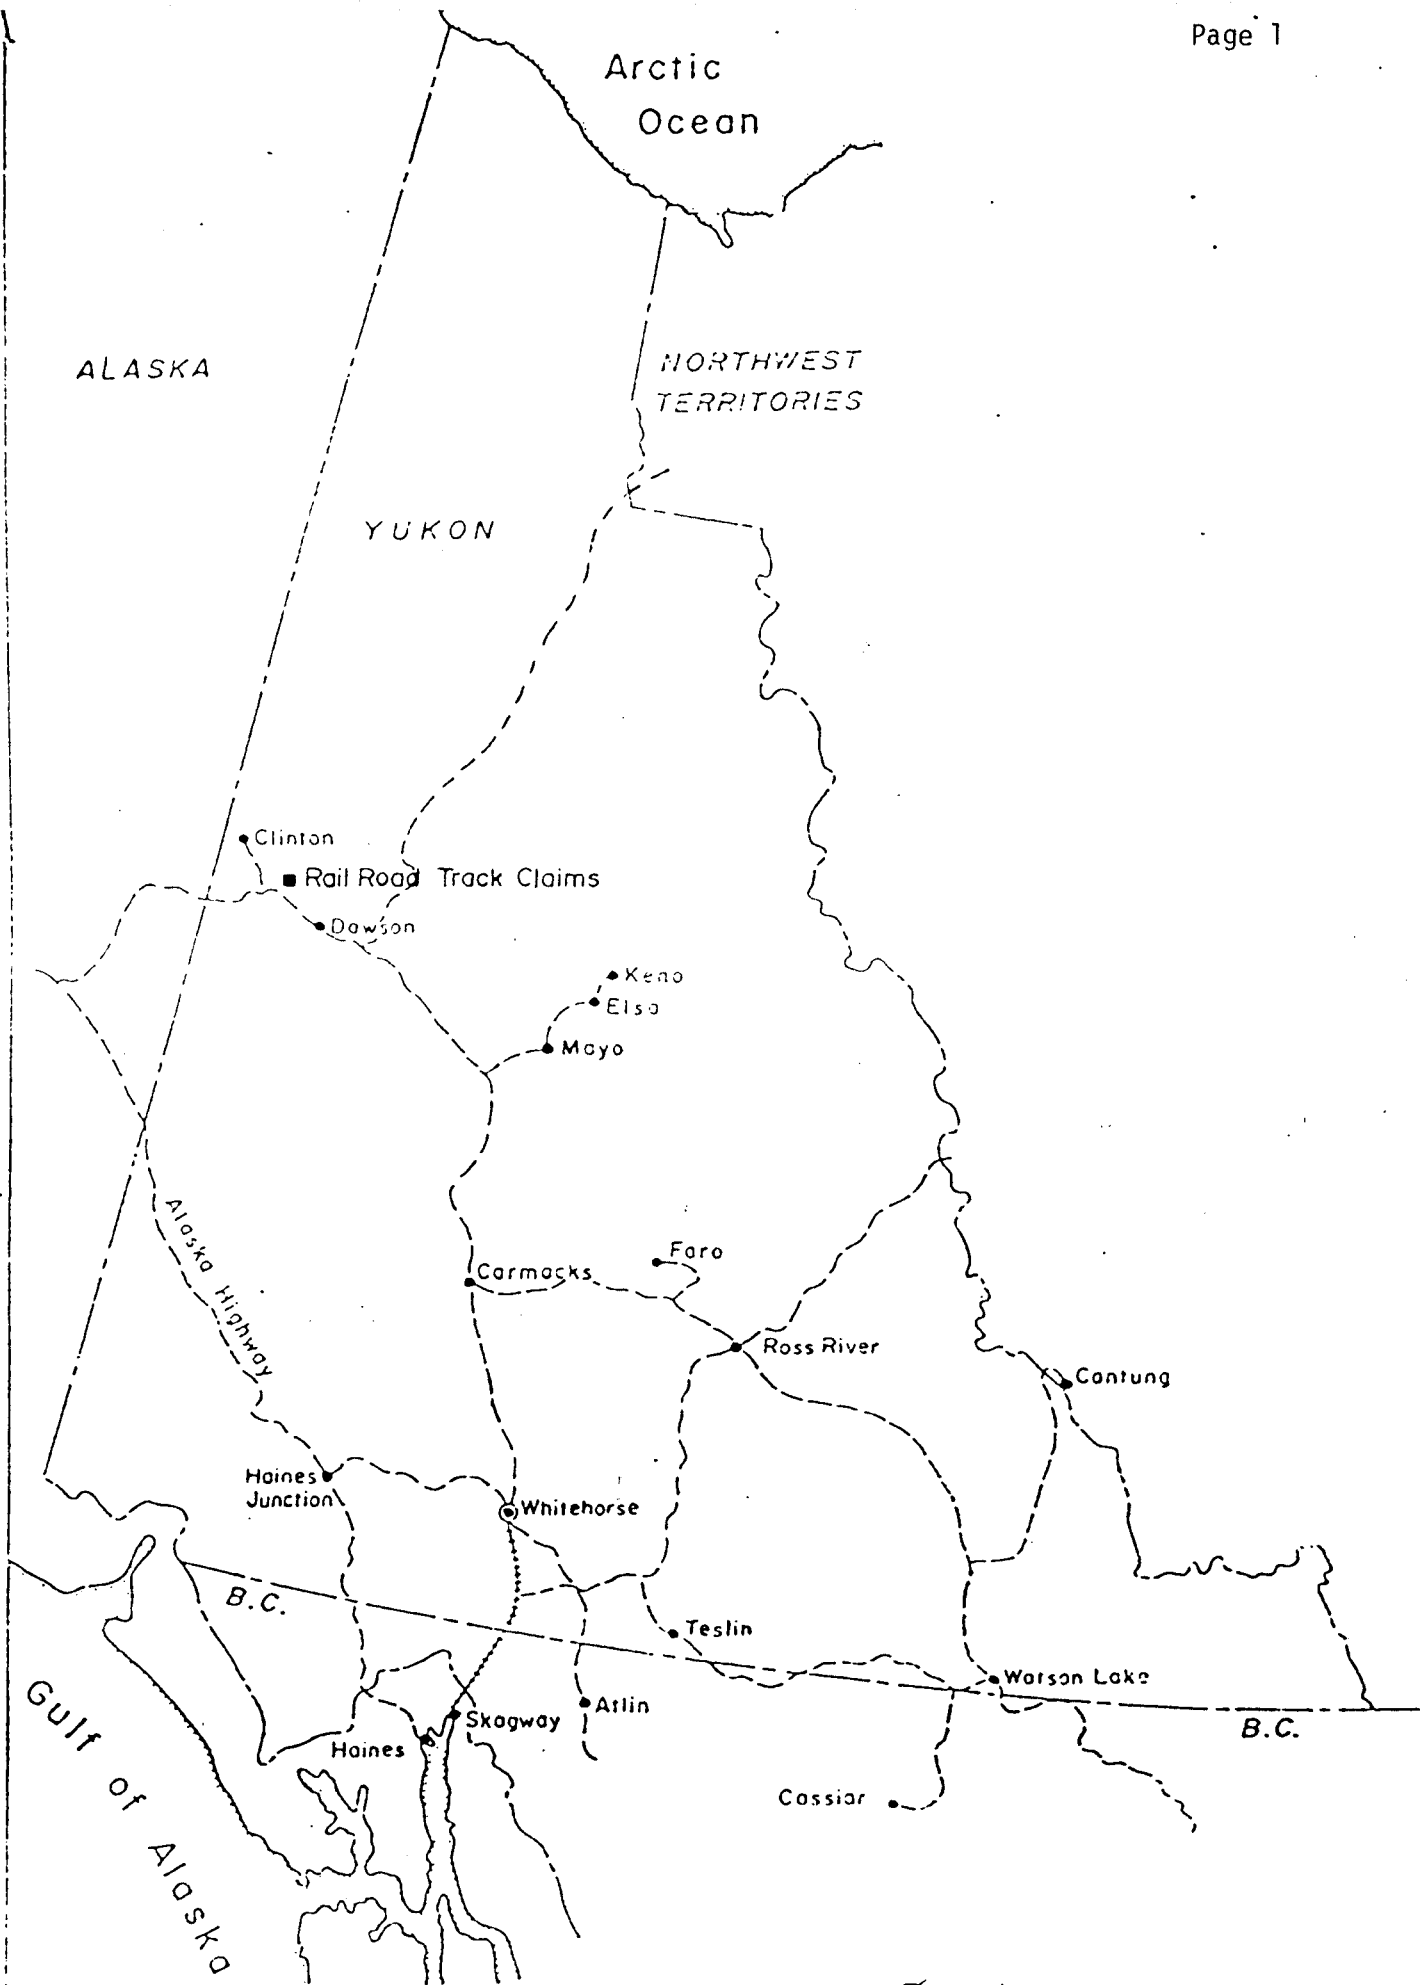 Page 1
Arctic
Ocean
ALASKA
NORTHWEST
TERRITORIES
YUKON
Clinton
Rail Road Track Claims
Dawson
Keno
Elsa
Mayo
Alaska Highway
Faro
Carmacks
Ross River
Cantung
Haines
Junction
Whitehorse
B.C.
Teslin
Watson Lake
Gulf of Alaska
Atlin
Skagway
B.C.
Haines
Cassiar